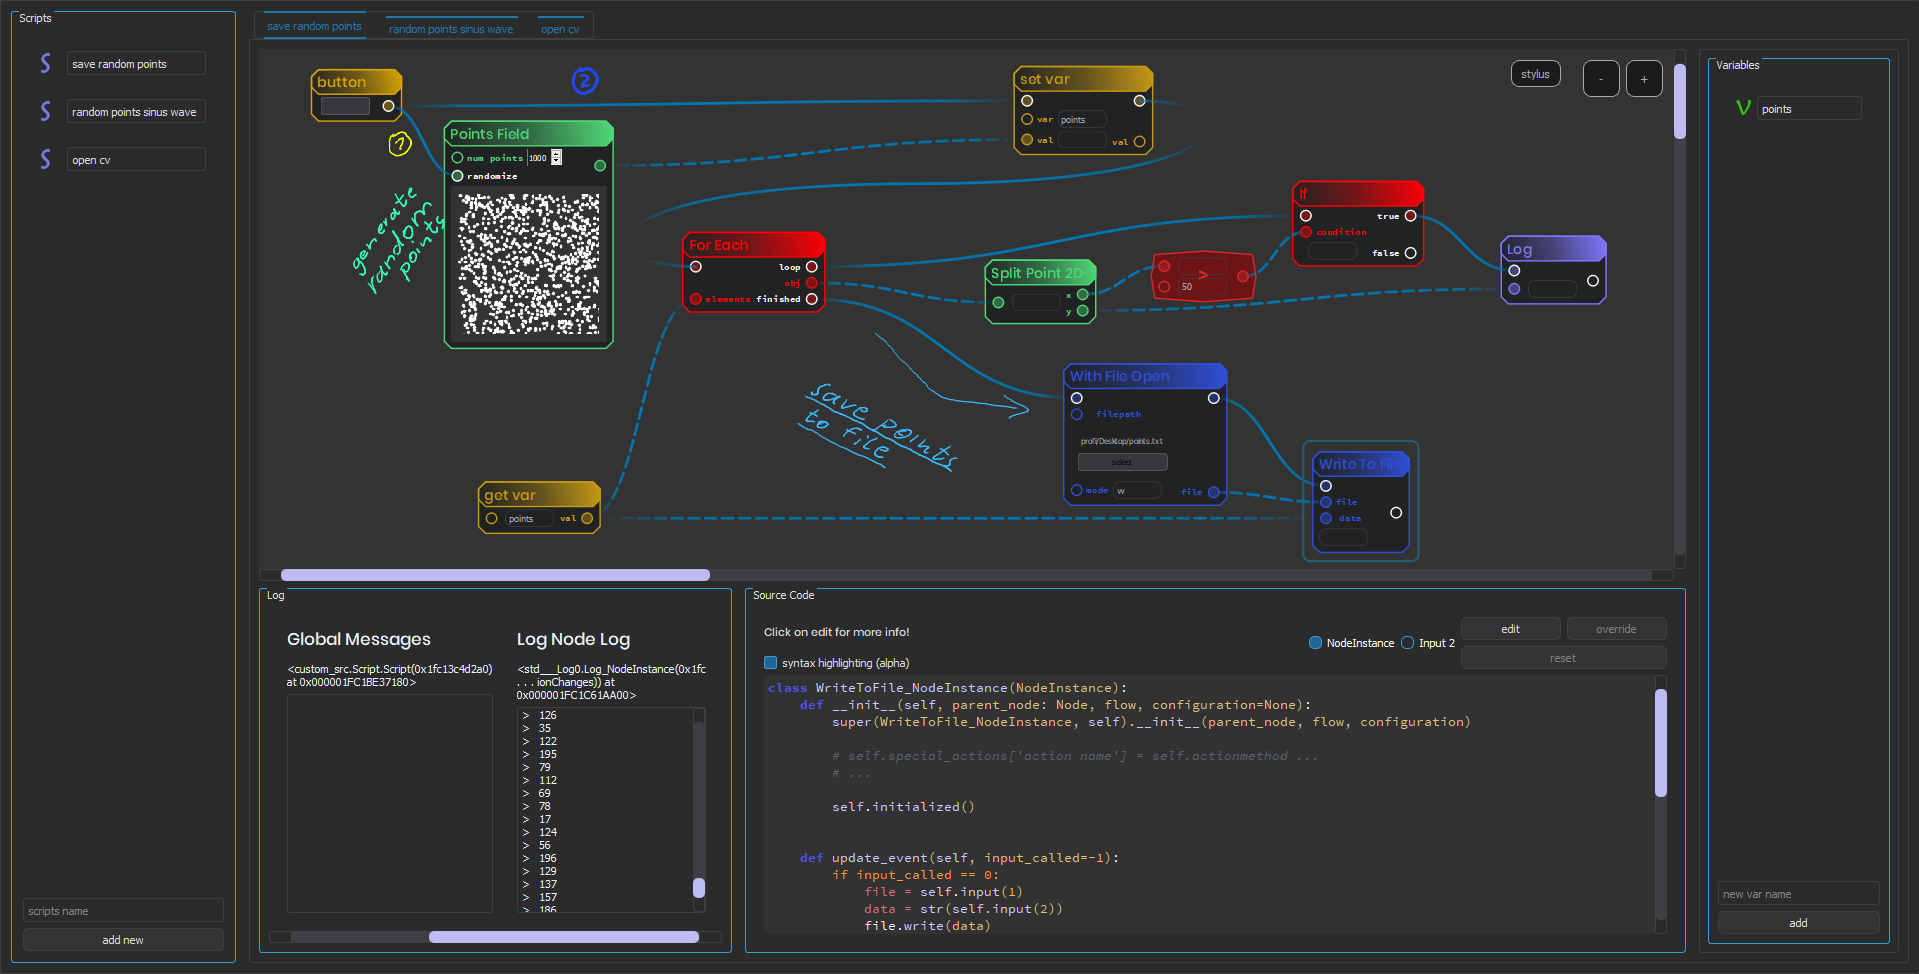 Scripts
save random points
random points sinus wave
open cv
scripts name
add new
save random points
random points sinus wave
open cv
button
1
2
generate
random
points
Points Field
num points 1000
randomize
set var
var points
val
val
stylus
-
+
For Each
loop
obj
elements finished
Split Point 2D
x
y
>
50
If
true
condition
false
Log
save points
to file
With File Open
filepath
profi/Desktop/points.txt
select
mode w
file
Write To File
file
data
get var
points val
Log
Global Messages
<custom_src.Script.Script(0x1fc13c4d2a0)
at 0x000001FC1BE37180>
Log Node Log
<std___Log0.Log_NodeInstance(0x1fc
. . . ionChanges)) at
0x000001FC1C61AA00>
> 126
> 35
> 122
> 195
> 79
> 112
> 69
> 78
> 17
> 124
> 56
> 196
> 129
> 137
> 157
> 186
Source Code
Click on edit for more info!
NodeInstance Input 2
edit
override
reset
syntax highlighting (alpha)
class WriteToFile_NodeInstance(NodeInstance):
def __init__(self, parent_node: Node, flow, configuration=None):
super(WriteToFile_NodeInstance, self).__init__(parent_node, flow, configuration)
# self.special_actions['action name'] = self.actionmethod ...
# ...
self.initialized()
def update_event(self, input_called=-1):
if input_called == 0:
file = self.input(1)
data = str(self.input(2))
file.write(data)
Variables
V points
new var name
add